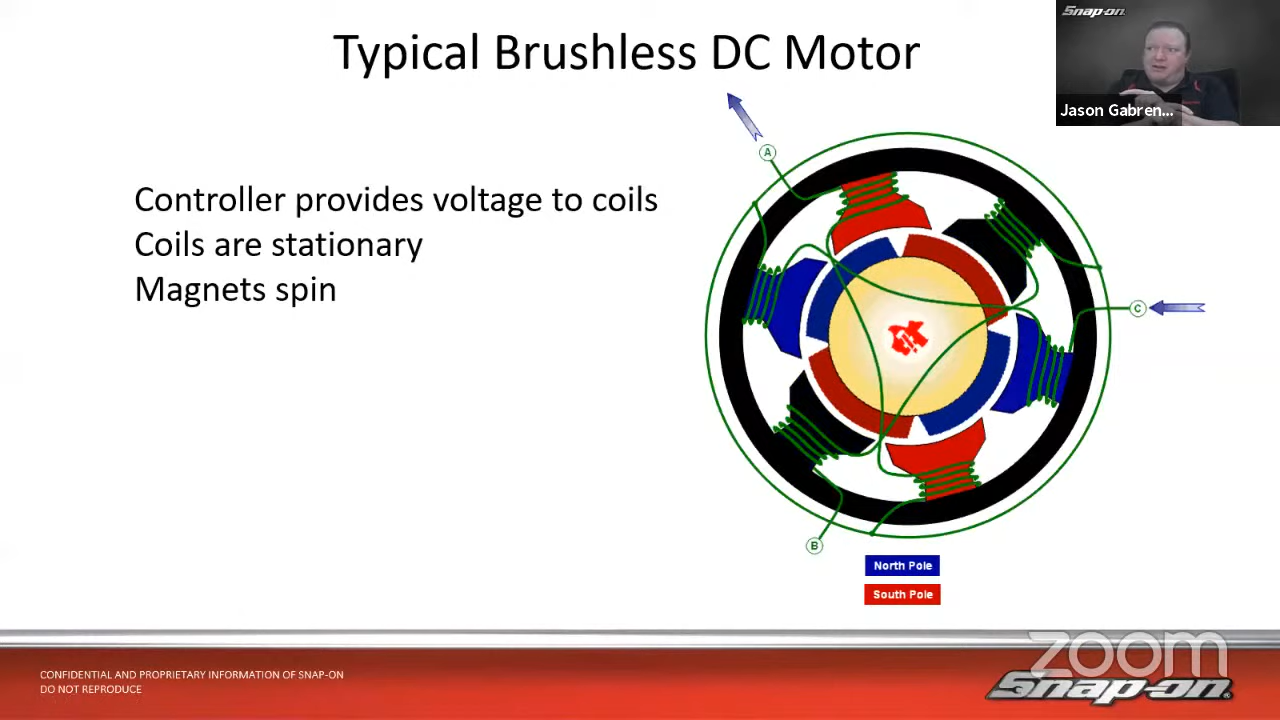 Typical Brushless DC Motor
Snap-on
Jason Gabren...
A
Controller provides voltage to coils
Coils are stationary
Magnets spin
C
B
North Pole
South Pole
CONFIDENTIAL AND PROPRIETARY INFORMATION OF SNAP-ON
DO NOT REPRODUCE
zoom
Snap-on®